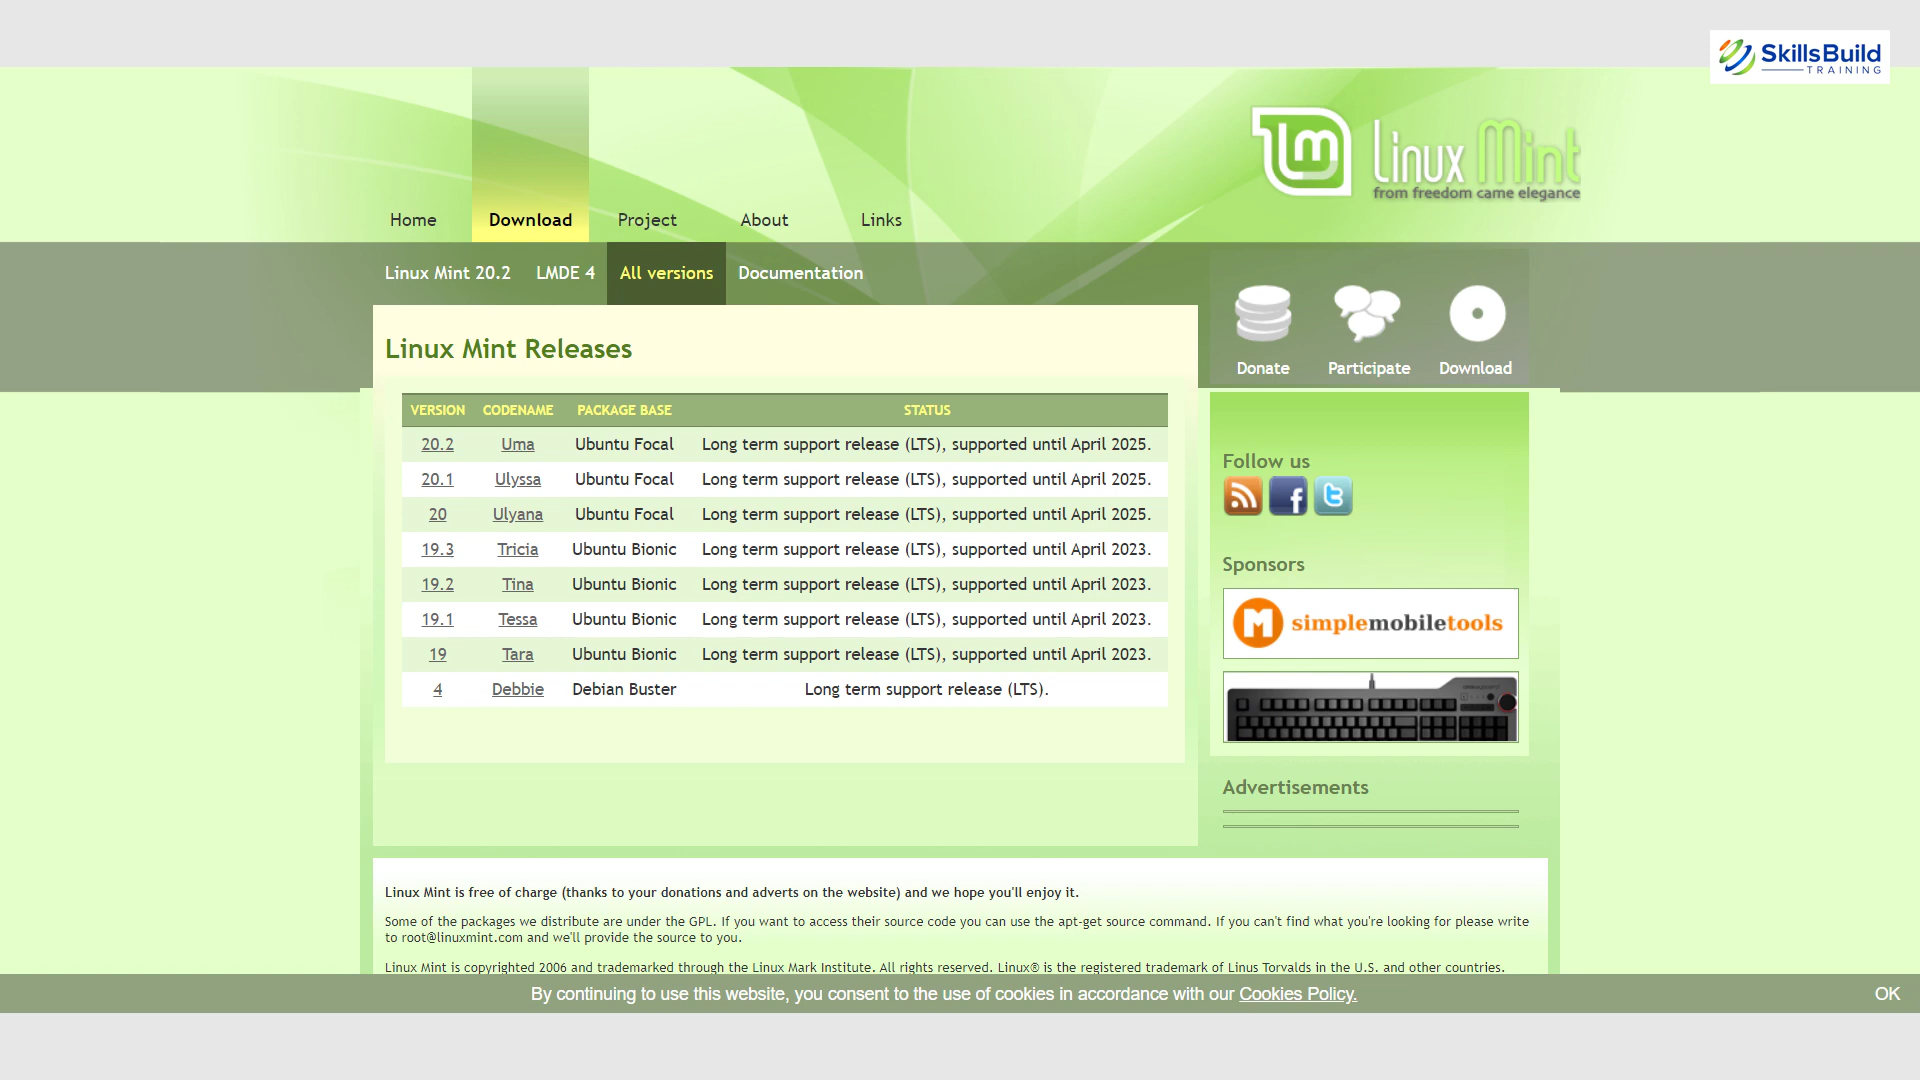 SkillsBuild
TRAINING
Linux Mint
from freedom came elegance
Home Download Project About Links
Linux Mint 20.2 LMDE 4 All versions Documentation
Donate Participate Download
Linux Mint Releases
VERSION CODENAME PACKAGE BASE STATUS
20.2 Uma Ubuntu Focal Long term support release (LTS), supported until April 2025.
20.1 Ulyssa Ubuntu Focal Long term support release (LTS), supported until April 2025.
20 Ulyana Ubuntu Focal Long term support release (LTS), supported until April 2025.
19.3 Tricia Ubuntu Bionic Long term support release (LTS), supported until April 2023.
19.2 Tina Ubuntu Bionic Long term support release (LTS), supported until April 2023.
19.1 Tessa Ubuntu Bionic Long term support release (LTS), supported until April 2023.
19 Tara Ubuntu Bionic Long term support release (LTS), supported until April 2023.
4 Debbie Debian Buster Long term support release (LTS).
Follow us
Sponsors
simplemobiletools
Advertisements
Linux Mint is free of charge (thanks to your donations and adverts on the website) and we hope you'll enjoy it.
Some of the packages we distribute are under the GPL. If you want to access their source code you can use the apt-get source command. If you can't find what you're looking for please write
to root@linuxmint.com and we'll provide the source to you.
Linux Mint is copyrighted 2006 and trademarked through the Linux Mark Institute. All rights reserved. Linux® is the registered trademark of Linus Torvalds in the U.S. and other countries.
By continuing to use this website, you consent to the use of cookies in accordance with our Cookies Policy. OK